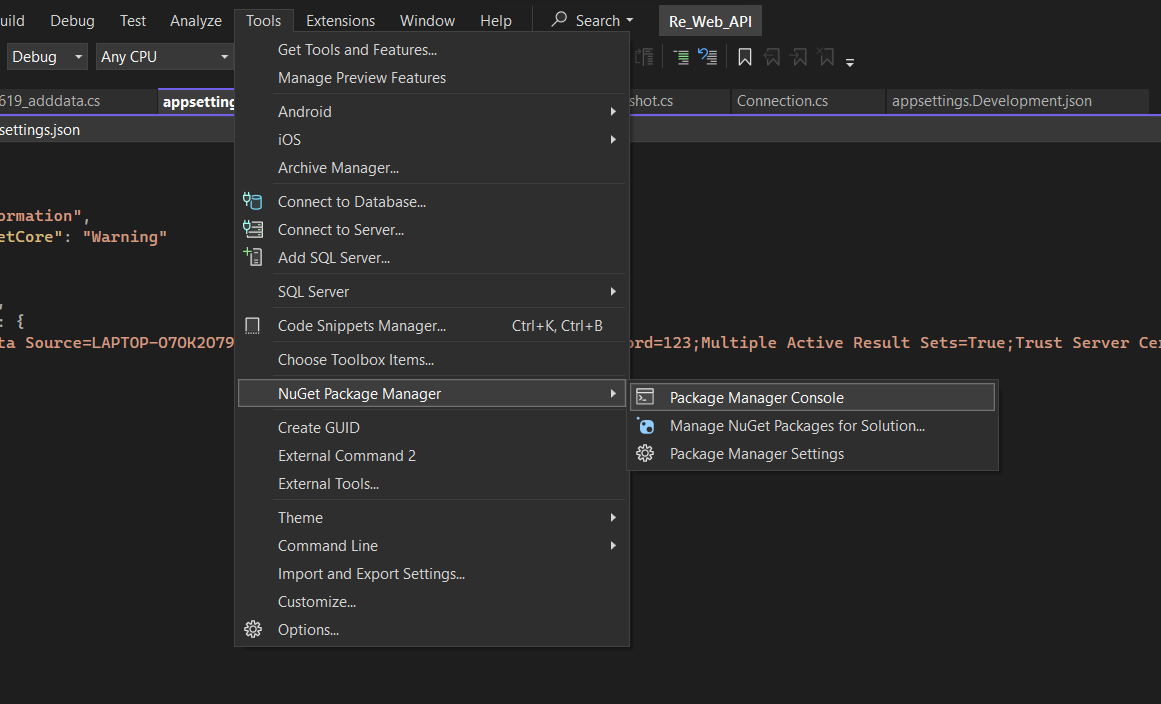 uild Debug Test Analyze Tools Extensions Window Help Search Re_Web_API
Debug Any CPU
619_adddata.cs appsetting shot.cs Connection.cs appsettings.Development.json
settings.json
Get Tools and Features...
Manage Preview Features
Android
iOS
Archive Manager...
Connect to Database...
Connect to Server...
Add SQL Server...
SQL Server
Code Snippets Manager... Ctrl+K, Ctrl+B
Choose Toolbox Items...
NuGet Package Manager
Create GUID
External Command 2
External Tools...
Theme
Command Line
Import and Export Settings...
Customize...
Options...
Package Manager Console
Manage NuGet Packages for Solution...
Package Manager Settings
ormation",
etCore": "Warning"
,
: {
ta Source=LAPTOP-O7OK2O79 ord=123;Multiple Active Result Sets=True;Trust Server Ce